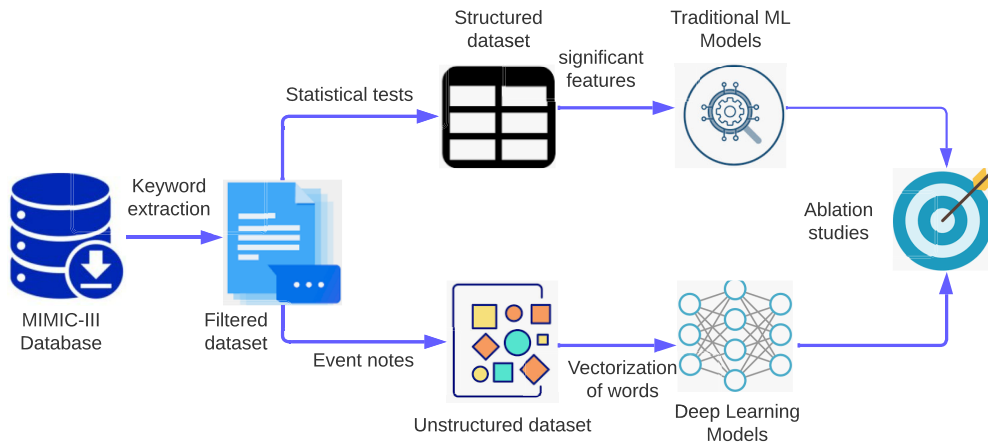 Structured
dataset
Traditional ML
Models
significant
features
Statistical tests
Keyword
extraction
Ablation
studies
MIMIC-III
Database
Filtered
dataset
Event notes
Vectorization
of words
Unstructured dataset
Deep Learning
Models